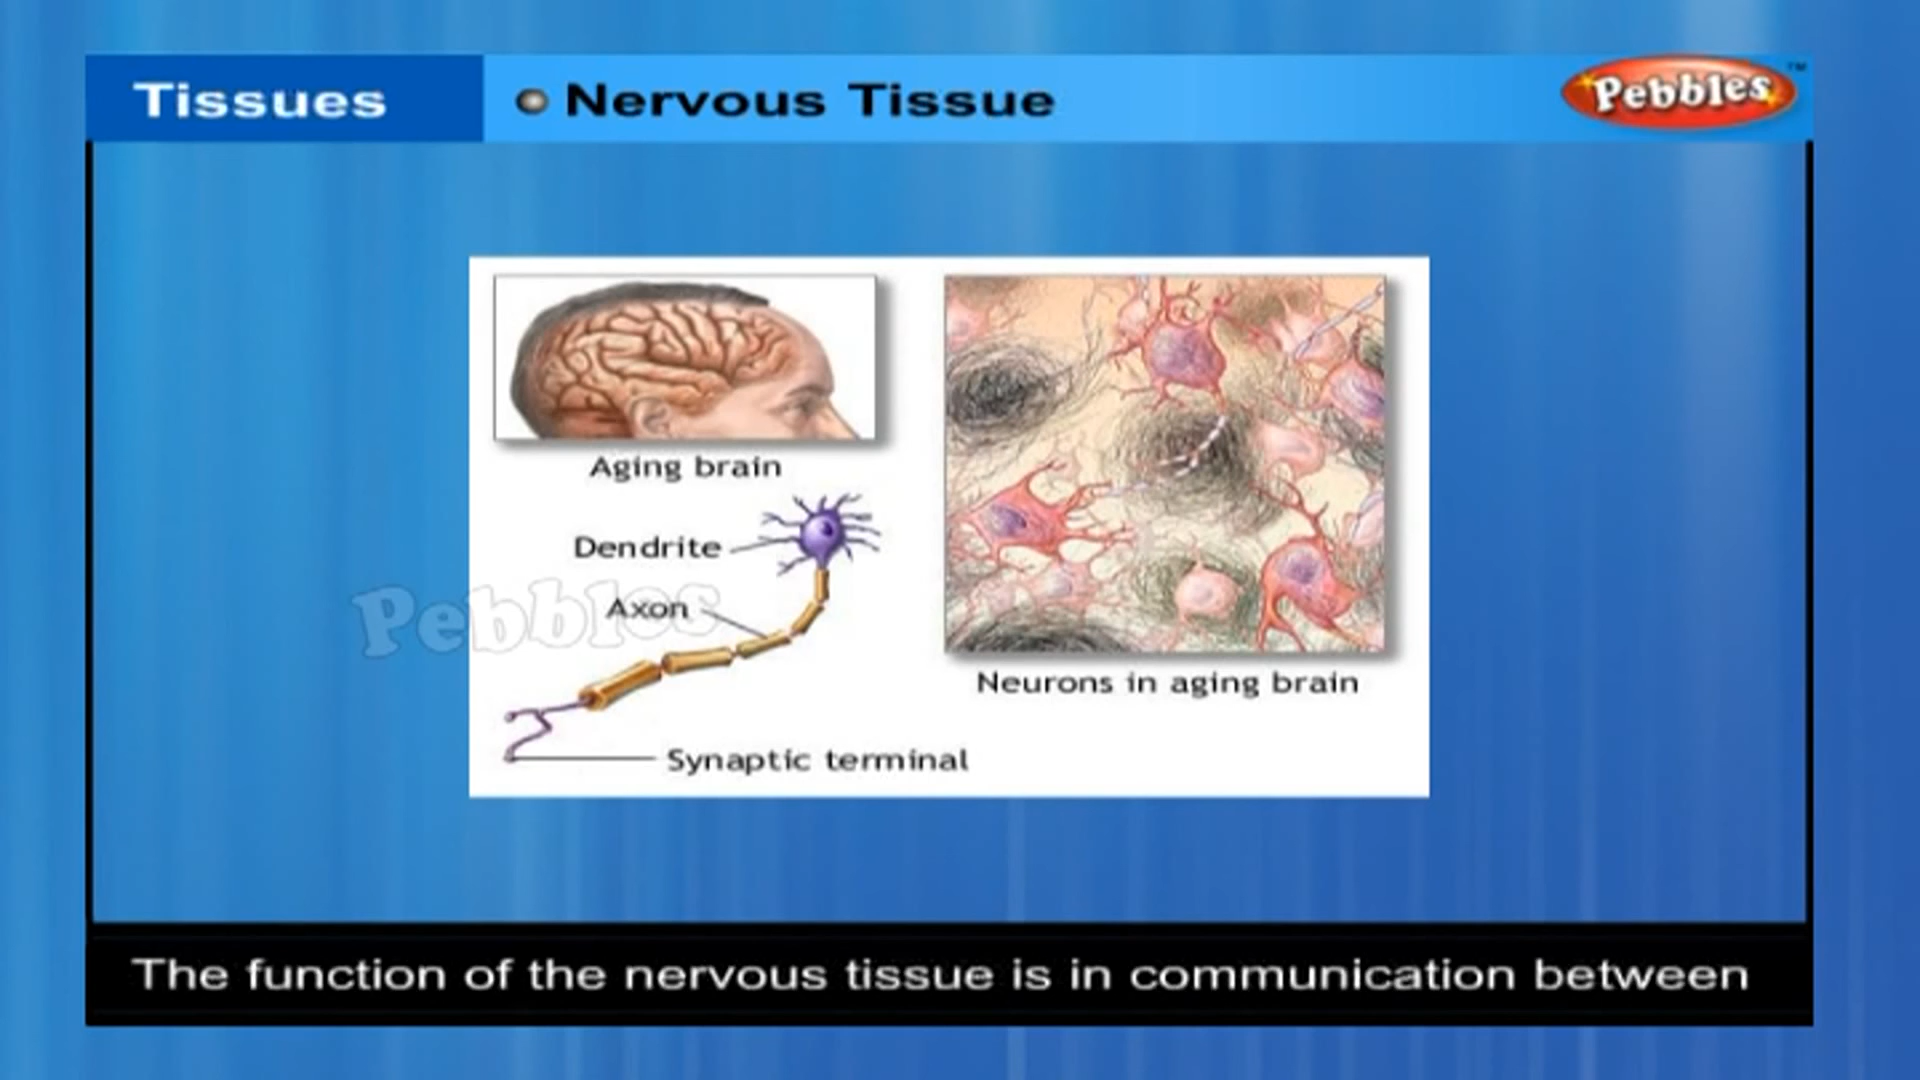 Tissues
Nervous Tissue
Pebbles™
Aging brain
Dendrite
Axon
Pebbles
Synaptic terminal
Neurons in aging brain
The function of the nervous tissue is in communication between